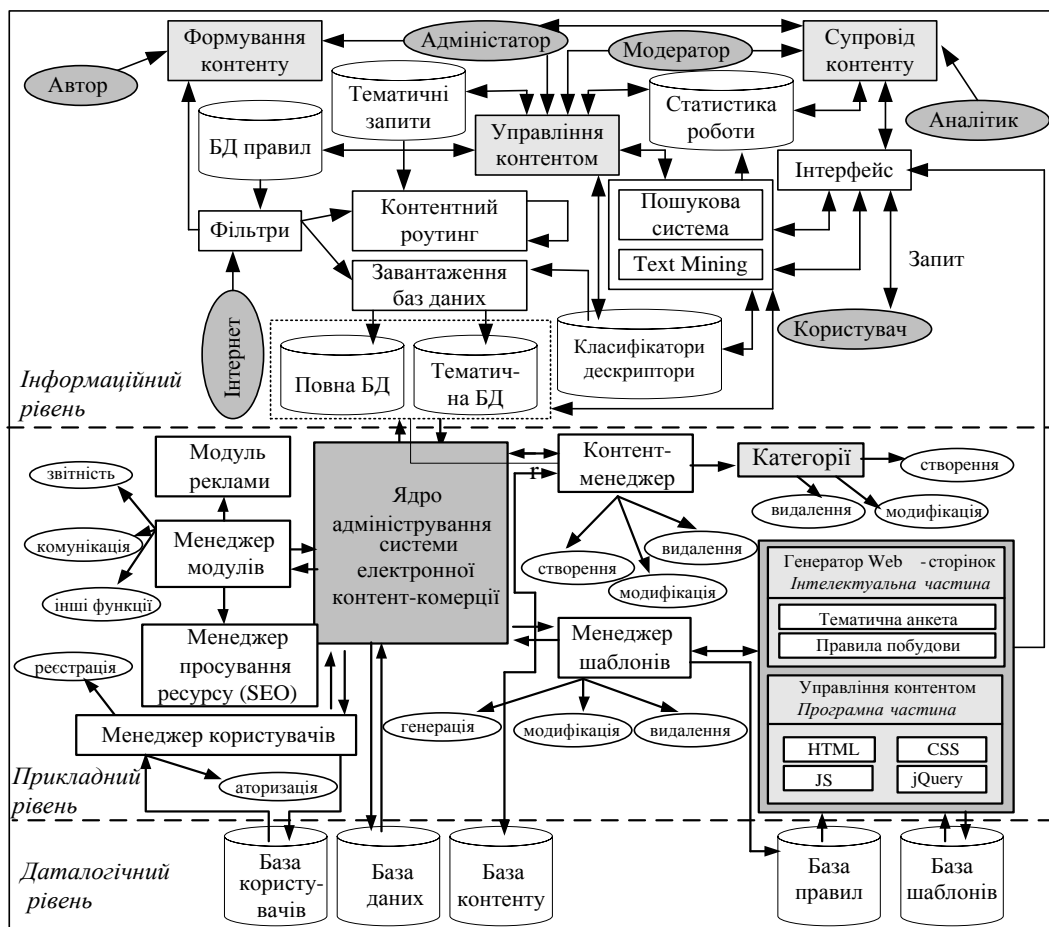 Формування
контенту
Адміністатор
Модератор
Супровід
контенту
Автор
Тематичні
запити
Статистика
роботи
Аналітик
БД правил
Управління
контентом
Інтерфейс
Контентний
роутинг
Пошукова
система
Text Mining
Фільтри
Запит
Завантаження
баз даних
Інтернет
Повна БД
Тематич-
на БД
Класифікатори
дескриптори
Користувач
Інформаційний
рівень
звітність
Модуль
реклами
комунікація
Менеджер
модулів
інші функції
Ядро
адміністрування
системи
електронної
контент-комерції
r
Контент-
менеджер
Категорії
створення
видалення
модифікація
створення
видалення
модифікація
Генератор Web - сторінок
Інтелектуальна частина
Тематична анкета
Правила побудови
Менеджер
просування
ресурсу (SEO)
Менеджер
шаблонів
реєстрація
Управління контентом
Програмна частина
генерація
модифікація
видалення
Менеджер користувачів
HTML
CSS
JS
jQuery
Прикладний
рівень
аторизація
Даталогічний
рівень
База
користу-
вачів
База
даних
База
контенту
База
правил
База
шаблонів